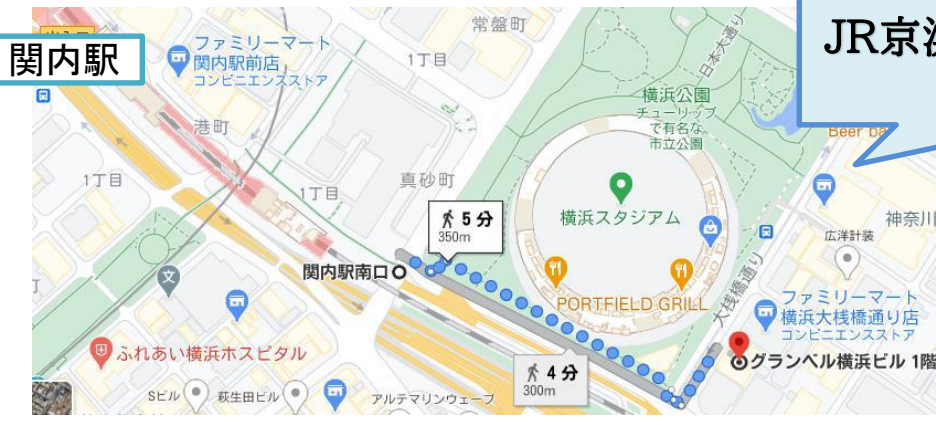 関内駅
ファミリーマート
関内駅前店
コンビニエンスストア
常盤町
1丁目
港町
1丁目
1丁目
真砂町
日本大通り
横浜公園
チューリップ
で有名な
市立公園
JR京
Beer
5 分
350m
横浜スタジアム
神奈川
広洋計装
関内駅南口
PORTFIELD GRILL
大桟橋通り
ファミリーマート
横浜大桟橋通り店
コンビニエンスストア
グランベル横浜ビル 1階
ふれあい横浜ホスピタル
4 分
300m
Sビル
萩生田ビル
アルテマリンウェーブ
文